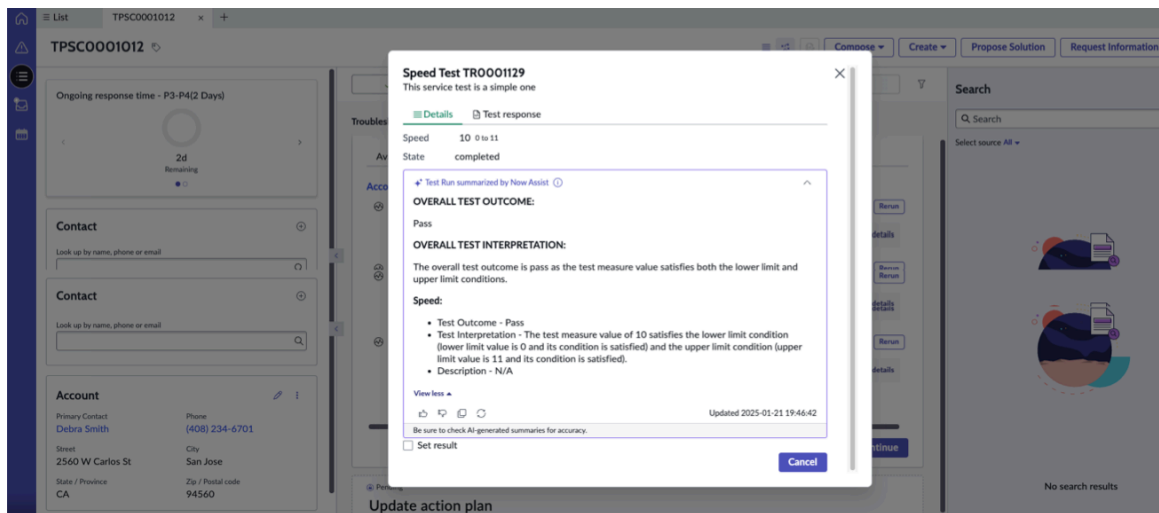 List
TPSC0001012 × +
TPSC0001012
Compose
Create
Propose Solution
Request Information
Ongoing response time - P3-P4(2 Days)
2d
Remaining
Contact
Look up by name, phone or email
Contact
Look up by name, phone or email
Account
Primary Contact
Phone
Debra Smith
(408) 234-6701
Street
City
2560 W Carlos St
San Jose
State / Province
Zip / Postal code
CA
94560
Troubles
Av
Acco
Speed Test TR0001129
This service test is a simple one
Details
Test response
Speed 10 0 to 11
State completed
Test Run summarized by Now Assist
OVERALL TEST OUTCOME:
Pass
OVERALL TEST INTERPRETATION:
The overall test outcome is pass as the test measure value satisfies both the lower limit and
upper limit conditions.
Speed:
• Test Outcome - Pass
• Test Interpretation - The test measure value of 10 satisfies the lower limit condition
(lower limit value is 0 and its condition is satisfied) and the upper limit condition (upper
limit value is 11 and its condition is satisfied).
• Description - N/A
View less
Updated 2025-01-21 19:46:42
Be sure to check AI-generated summaries for accuracy.
Set result
Cancel
Rerun
details
Rerun
Rerun
details
details
Rerun
details
ntinue
Pen
Update action plan
Search
Search
Select source All
No search results